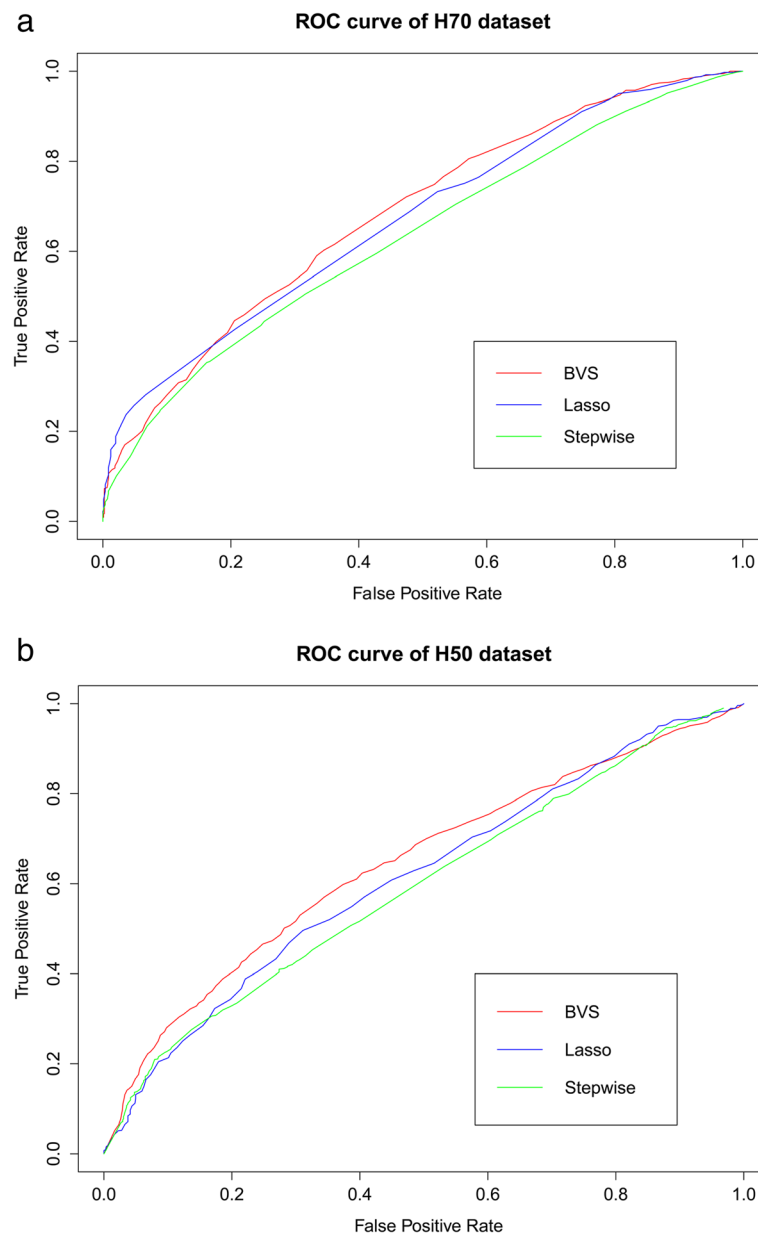 a
ROC curve of H70 dataset
True Positive Rate
1.0
0.8
0.6
0.4
0.2
0.0
BVS
Lasso
Stepwise
0.0 0.2 0.4 0.6 0.8 1.0
False Positive Rate
b
ROC curve of H50 dataset
True Positive Rate
1.0
0.8
0.6
0.4
0.2
0.0
BVS
Lasso
Stepwise
0.0 0.2 0.4 0.6 0.8 1.0
False Positive Rate